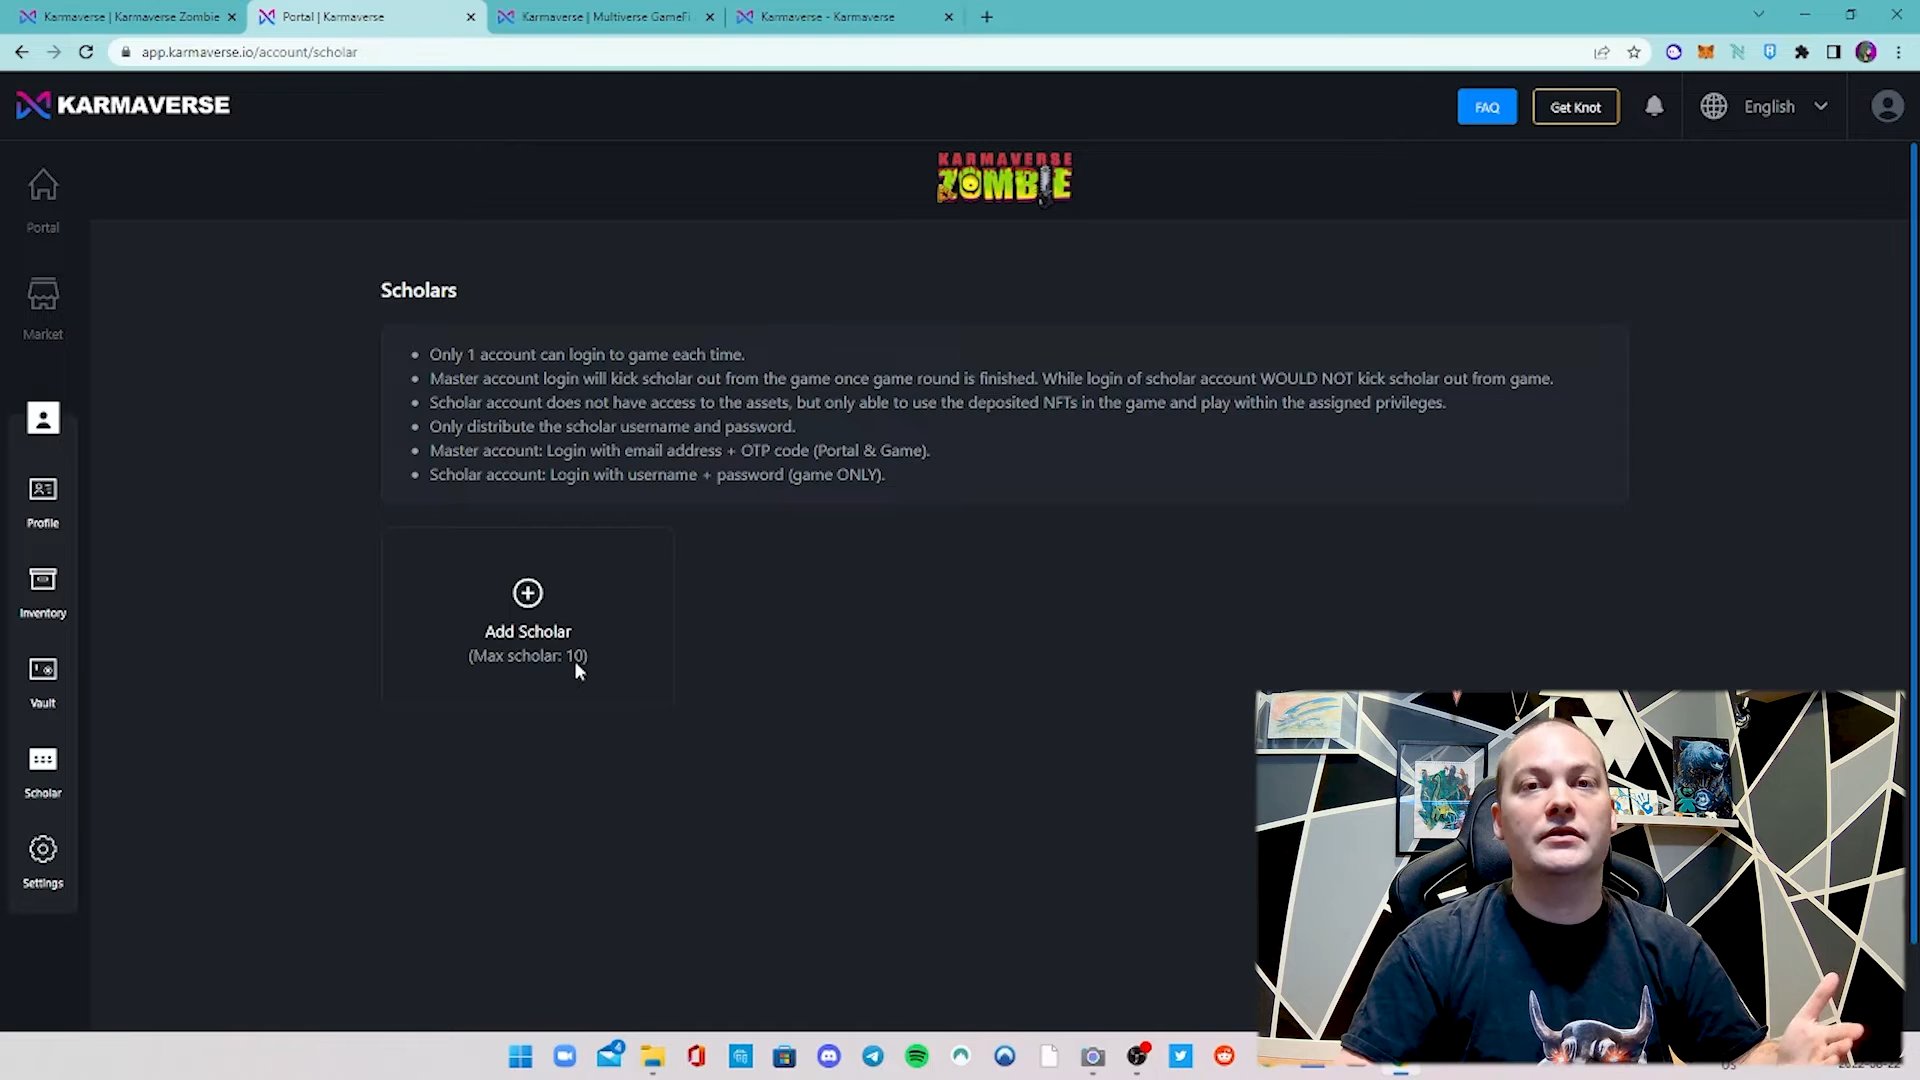 Karmaverse | Karmaverse Zombie
Portal | Karmaverse
Karmaverse | Multiverse GameFi
Karmaverse - Karmaverse
app.karmaverse.io/account/scholar
KARMAVERSE
FAQ
Get Knot
English
KARMAVERSE
ZOMBIE
Portal
Market
Profile
Inventory
Vault
Scholar
Settings
Scholars
• Only 1 account can login to game each time.
• Master account login will kick scholar out from the game once game round is finished. While login of scholar account WOULD NOT kick scholar out from game.
• Scholar account does not have access to the assets, but only able to use the deposited NFTs in the game and play within the assigned privileges.
• Only distribute the scholar username and password.
• Master account: Login with email address + OTP code (Portal & Game).
• Scholar account: Login with username + password (game ONLY).
Add Scholar
(Max scholar: 10)
4